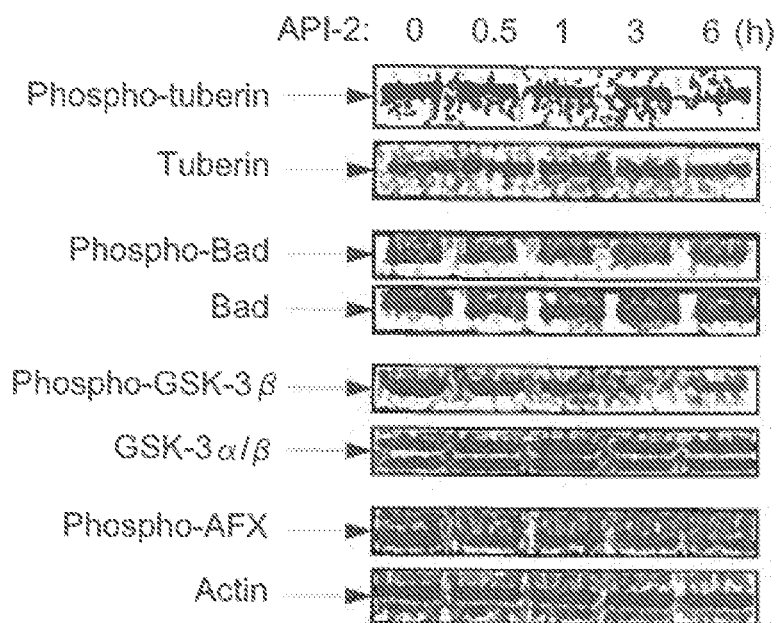 API-2: 0 0.5 1 3 6 (h)
Phospho-tuberin
Tuberin
Phospho-Bad
Bad
Phospho-GSK-3β
GSK-3α/β
Phospho-AFX
Actin